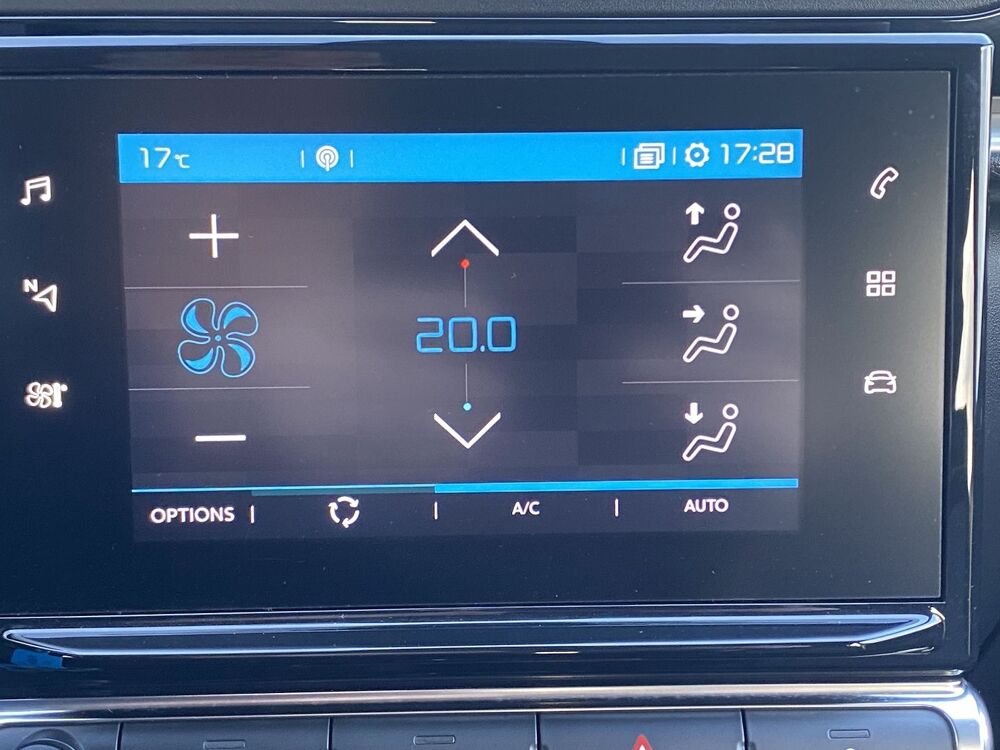 17°C 17:28
N
20.0
OPTIONS A/C AUTO